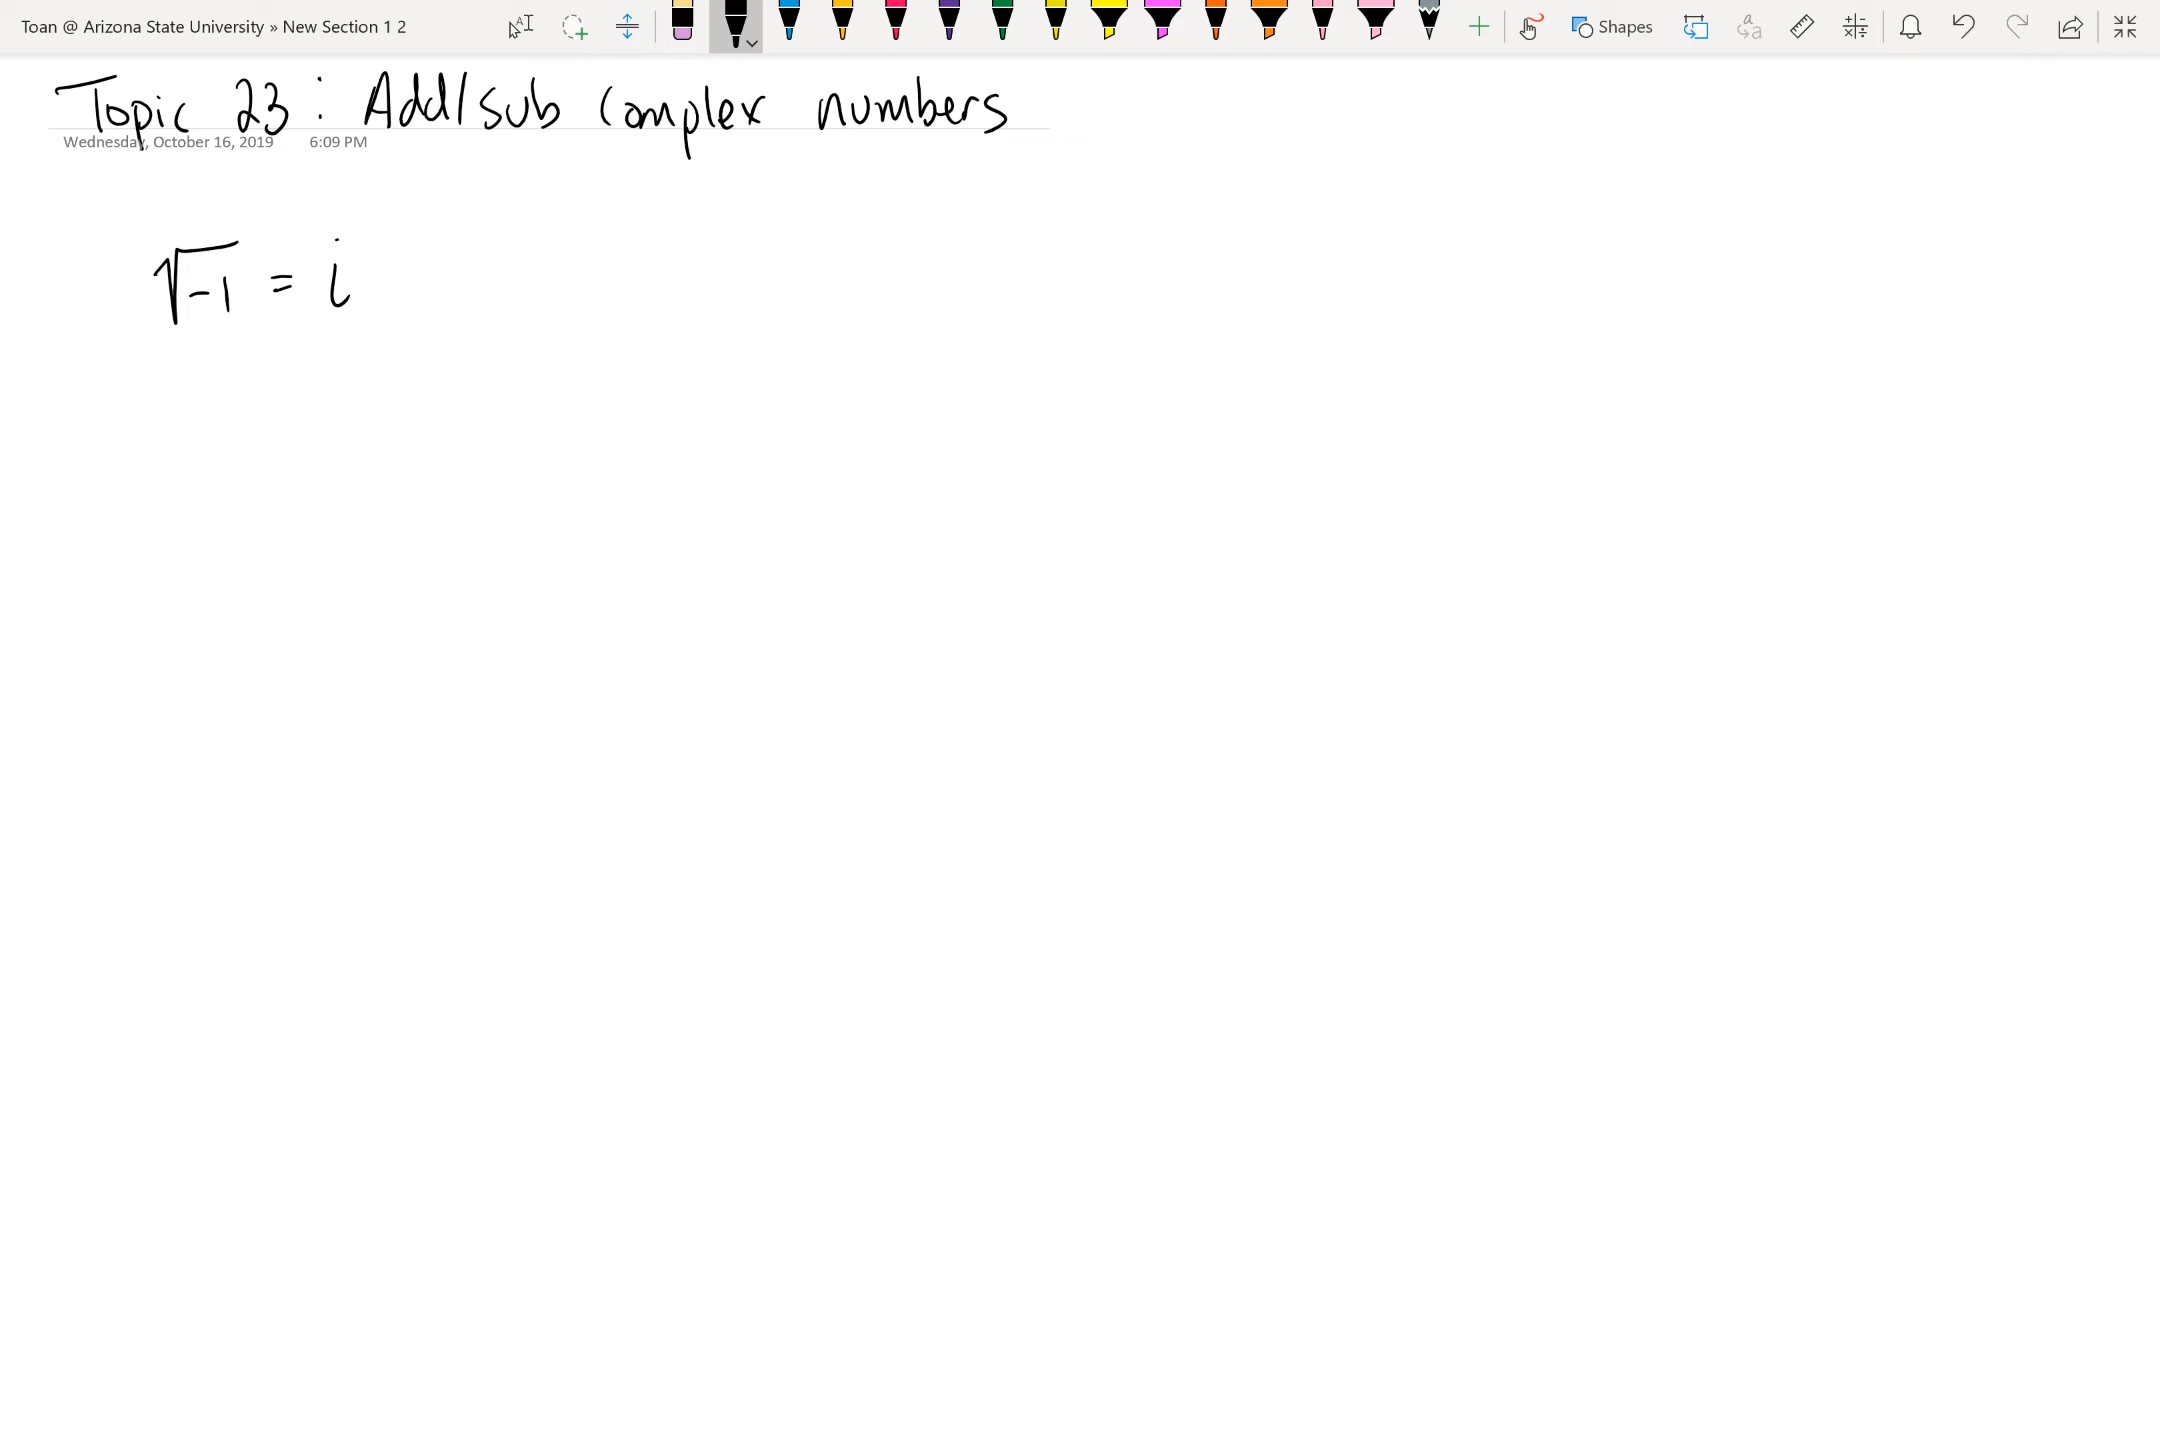 Toan @ Arizona State University » New Section 1 2 Shapes
Topic 23: Add/sub complex numbers
Wednesday, October 16, 2019 6:09 PM
√-1 = i